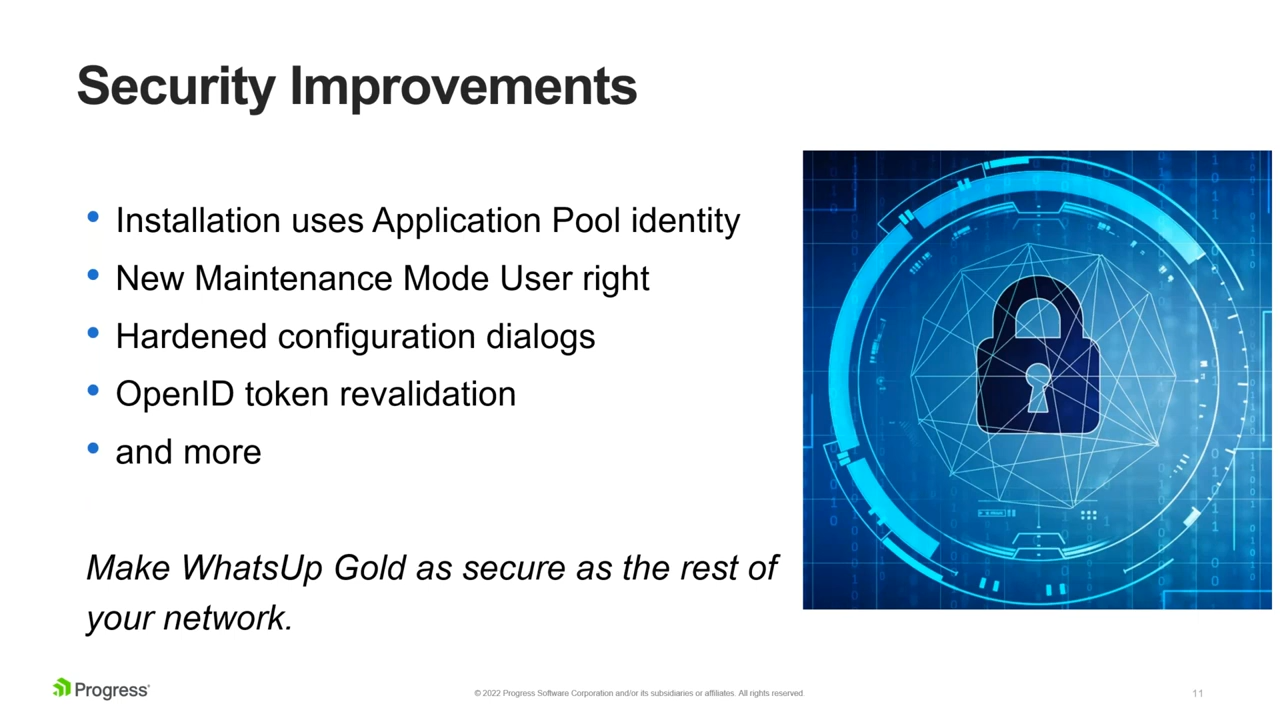 Security Improvements
• Installation uses Application Pool identity
• New Maintenance Mode User right
• Hardened configuration dialogs
• OpenID token revalidation
• and more
Make WhatsUp Gold as secure as the rest of
your network.
Progress
© 2022 Progress Software Corporation and/or its subsidiaries or affiliates. All rights reserved.
11